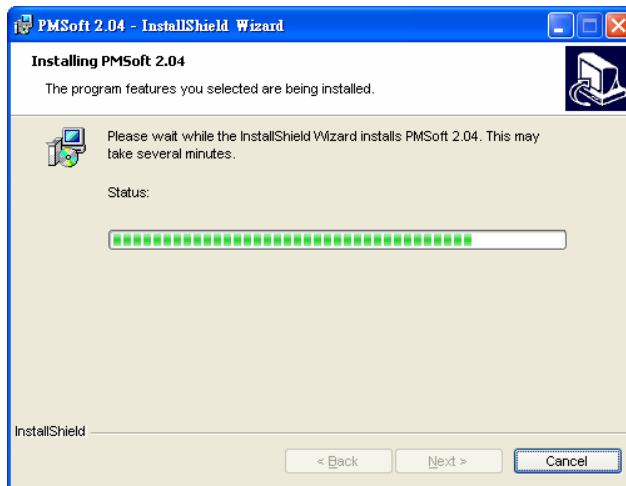 PMSoft 2.04 - InstallShield Wizard
Installing PMSoft 2.04
The program features you selected are being installed.
Please wait while the InstallShield Wizard installs PMSoft 2.04. This may
take several minutes.
Status:
InstallShield
< Back Next > Cancel